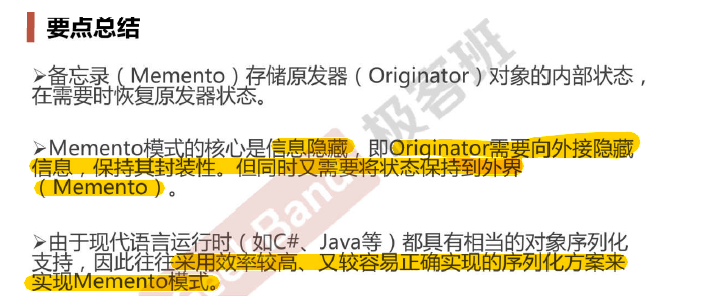 要点总结
➢备忘录（Memento）存储原发器（Originator）对象的内部状态，
在需要时恢复原发器状态。
➢Memento模式的核心是信息隐藏，即Originator需要向外接隐藏
信息，保持其封装性。但同时又需要将状态保持到外界
（Memento）。
➢由于现代语言运行时（如C#、Java等）都具有相当的对象序列化
支持，因此往往采用效率较高、又较容易正确实现的序列化方案来
实现Memento模式。
GeekBand 极客班